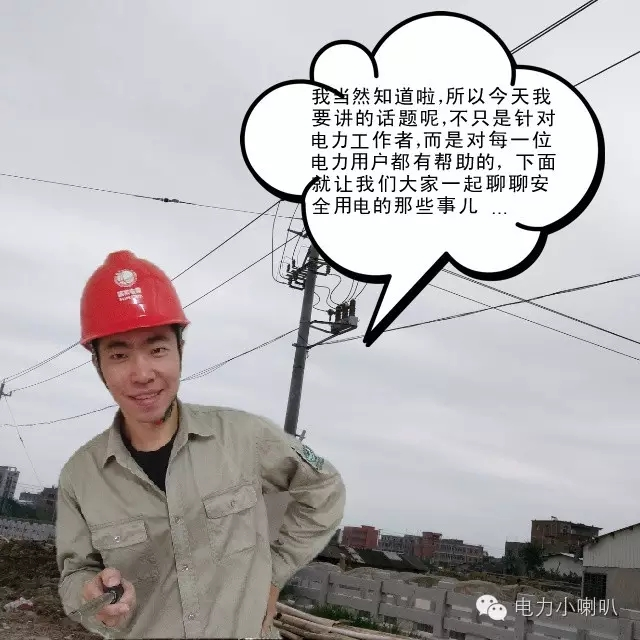 我当然知道啦,所以今天我
要讲的话题呢,不只是针对
电力工作者,而是对每一位
电力用户都有帮助的，下面
就让我们大家一起聊聊安
全用电的那些事儿 ...
电力小喇叭